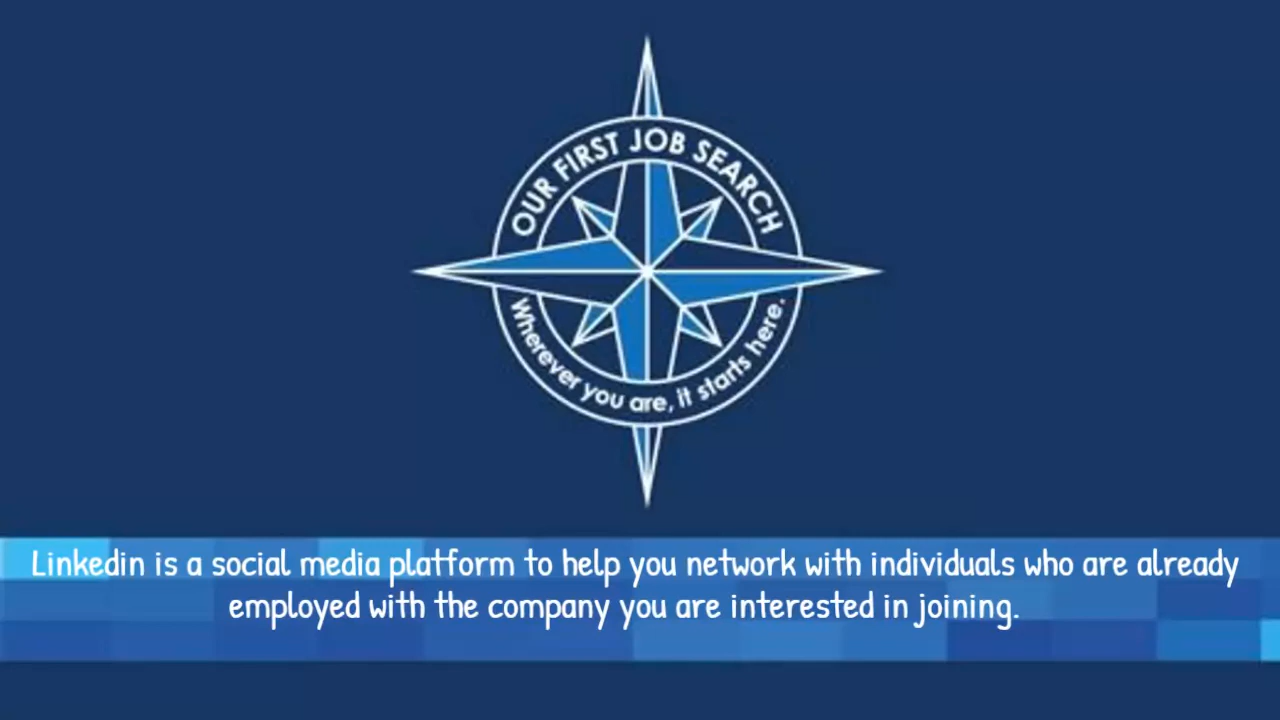 OUR FIRST JOB SEARCH
Wherever you are, it starts here.
Linkedin is a social media platform to help you network with individuals who are already
employed with the company you are interested in joining.